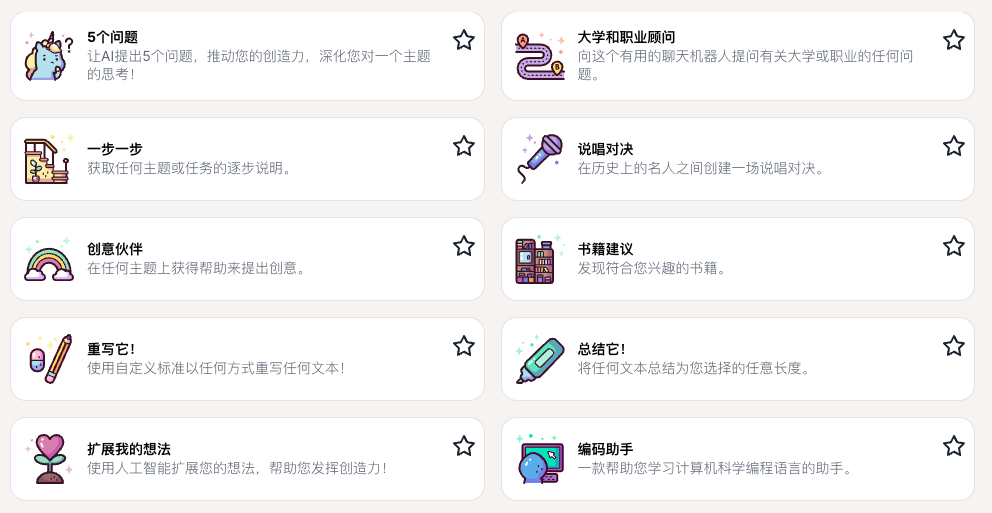 5个问题
让AI提出5个问题，推动您的创造力，深化您对一个主题
的思考！
大学和职业顾问
向这个有用的聊天机器人提问有关大学或职业的任何问
题。
一步一步
获取任何主题或任务的逐步说明。
说唱对决
在历史上的名人之间创建一场说唱对决。
创意伙伴
在任何主题上获得帮助来提出创意。
书籍建议
发现符合您兴趣的书籍。
重写它！
使用自定义标准以任何方式重写任何文本！
总结它！
将任何文本总结为您选择的任意长度。
扩展我的想法
使用人工智能扩展您的想法，帮助您发挥创造力！
编码助手
一款帮助您学习计算机科学编程语言的助手。
?
A
B